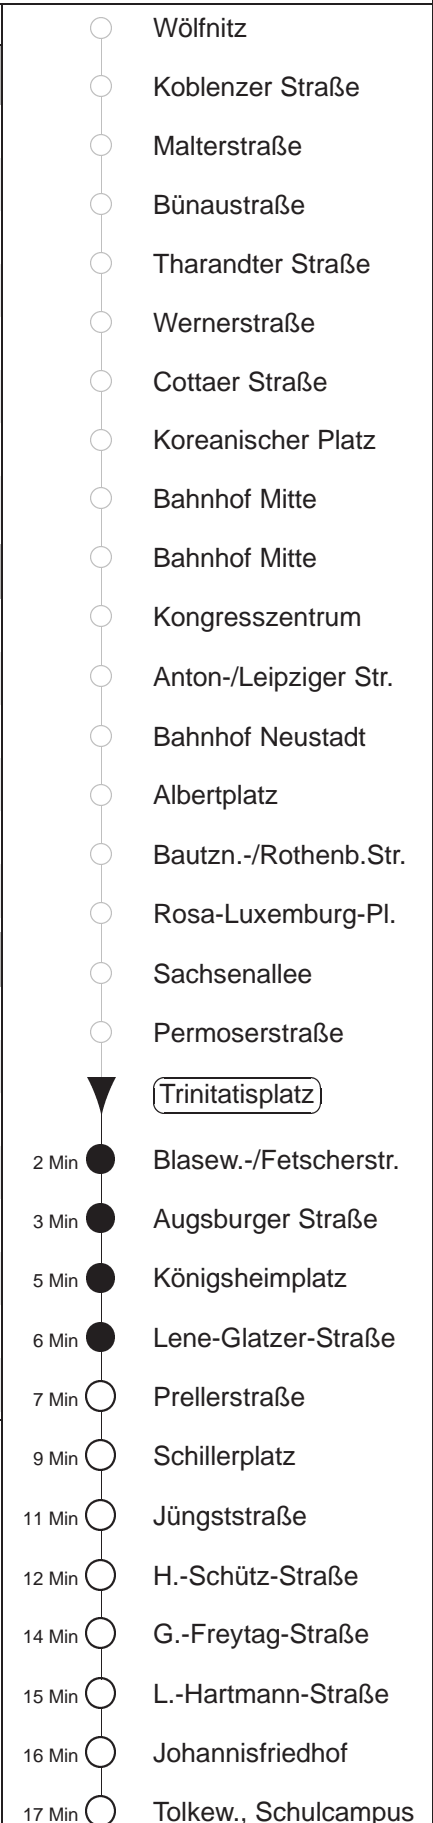 Wölfnitz
Koblenzer Straße
Malterstraße
Bünaustraße
Tharandter Straße
Wernerstraße
Cottaer Straße
Koreanischer Platz
Bahnhof Mitte
Bahnhof Mitte
Kongresszentrum
Anton-/Leipziger Str.
Bahnhof Neustadt
Albertplatz
Bautzn.-/Rothenb.Str.
Rosa-Luxemburg-Pl.
Sachsenallee
Permoserstraße
Trinitatisplatz
2 Min Blasew.-/Fetscherstr.
3 Min Augsburger Straße
5 Min Königsheimplatz
6 Min Lene-Glatzer-Straße
7 Min Prellerstraße
9 Min Schillerplatz
11 Min Jüngststraße
12 Min H.-Schütz-Straße
14 Min G.-Freytag-Straße
15 Min L.-Hartmann-Straße
16 Min Johannisfriedhof
17 Min Tolkew., Schulcampus